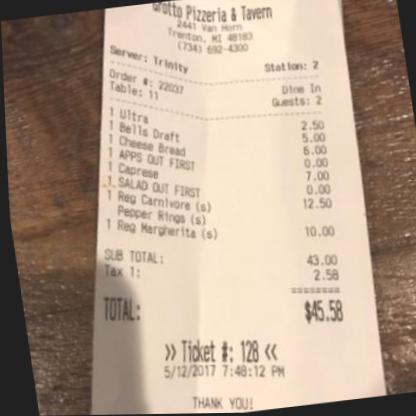 Grotto Pizzeria & Tavern
2441 Van Horn
Trenton, MI 48183
(734) 692-4300
Server: Trinity Station: 2
Order #: 22037 Dine In
Table: 11 Guests: 2
1 Ultra 2.50
1 Bells Draft 5.00
1 Cheese Bread 6.00
1 APPS OUT FIRST 0.00
1 Caprese 7.00
1 SALAD OUT FIRST 0.00
1 Reg Carnivore (s) 12.50
Pepper Rings (s)
1 Reg Margherita (s) 10.00
SUB TOTAL: 43.00
Tax 1: 2.58
========
TOTAL: $45.58
>> Ticket #: 128 <<
5/12/2017 7:48:12 PM
THANK YOU!